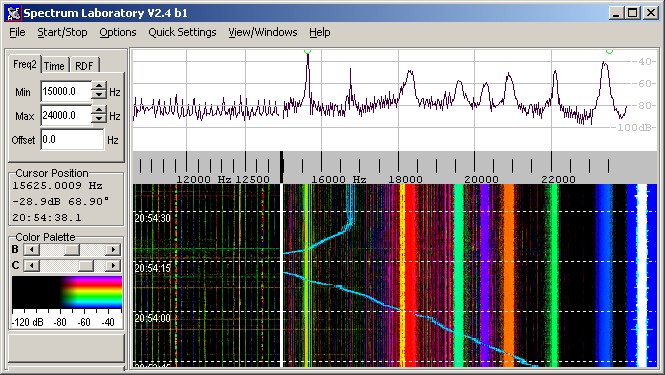 Spectrum Laboratory V2.4 b1
File Start/Stop Options Quick Settings View/Windows Help
Freq2 Time RDF
Min 15000.0 Hz
Max 24000.0 Hz
Offset 0.0
Cursor Position
15625.0009 Hz
-28.9dB 68.90°
20:54:38.1
Color Palette
B
C
-120 dB -80 -60 -40
-40-
-60-
-80-
-100dB-
12000 Hz 12500 16000 Hz 18000 20000 22000
20:54:30
20:54:15
20:54:00
20:53:45